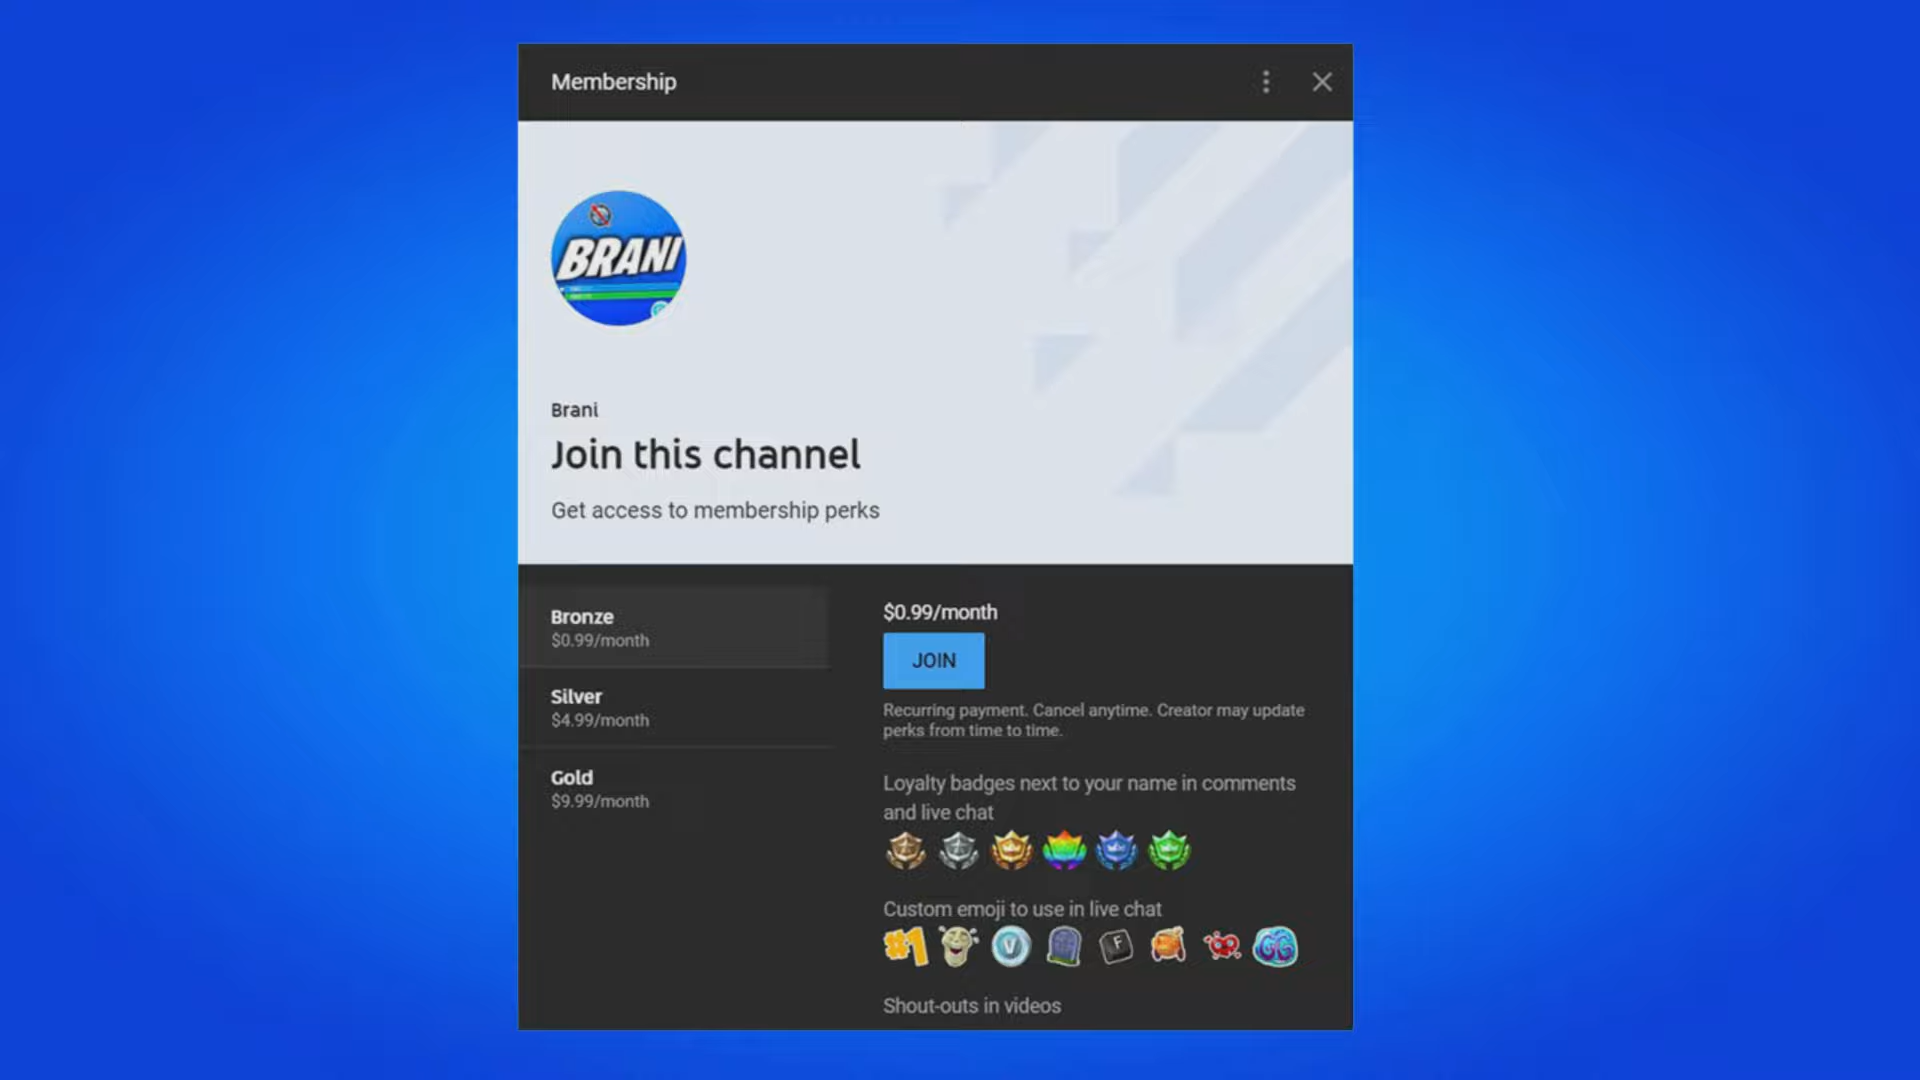 Membership
BRANI
Brani
Join this channel
Get access to membership perks
Bronze
$0.99/month
Silver
$4.99/month
Gold
$9.99/month
$0.99/month
JOIN
Recurring payment. Cancel anytime. Creator may update
perks from time to time.
Loyalty badges next to your name in comments
and live chat
Custom emoji to use in live chat
#1
V
F
GG
Shout-outs in videos